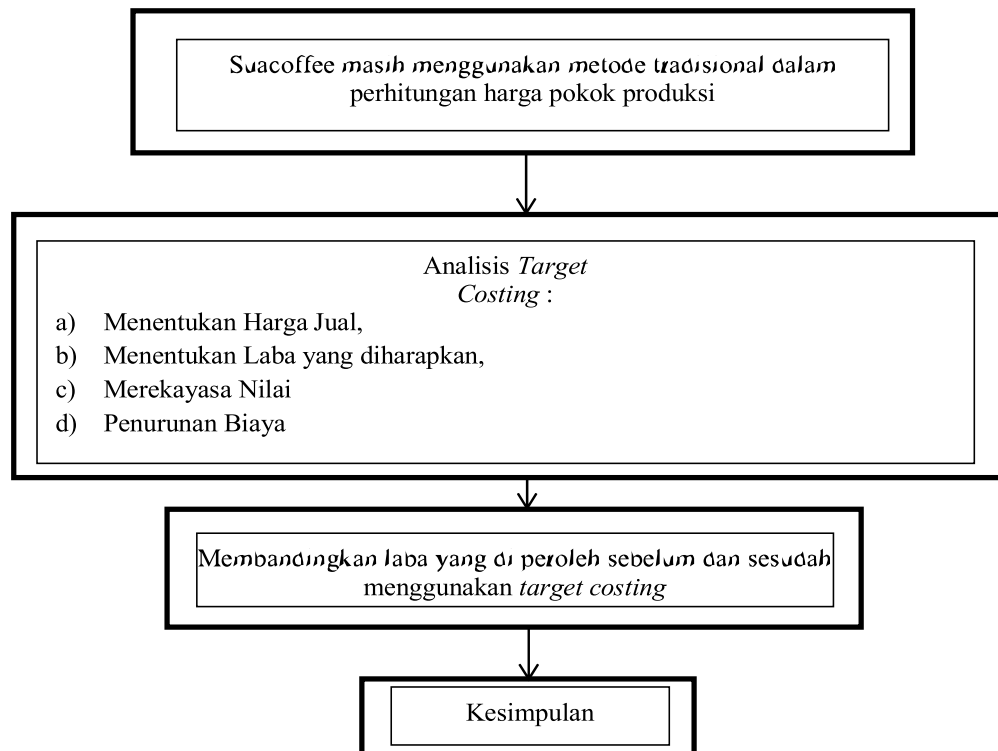 Suacoffee masih menggunakan metode tradisional dalam
perhitungan harga pokok produksi
Analisis Target
Costing :
a) Menentukan Harga Jual,
b) Menentukan Laba yang diharapkan,
c) Merekayasa Nilai
d) Penurunan Biaya
Membandingkan laba yang di peroleh sebelum dan sesudah
menggunakan target costing
Kesimpulan